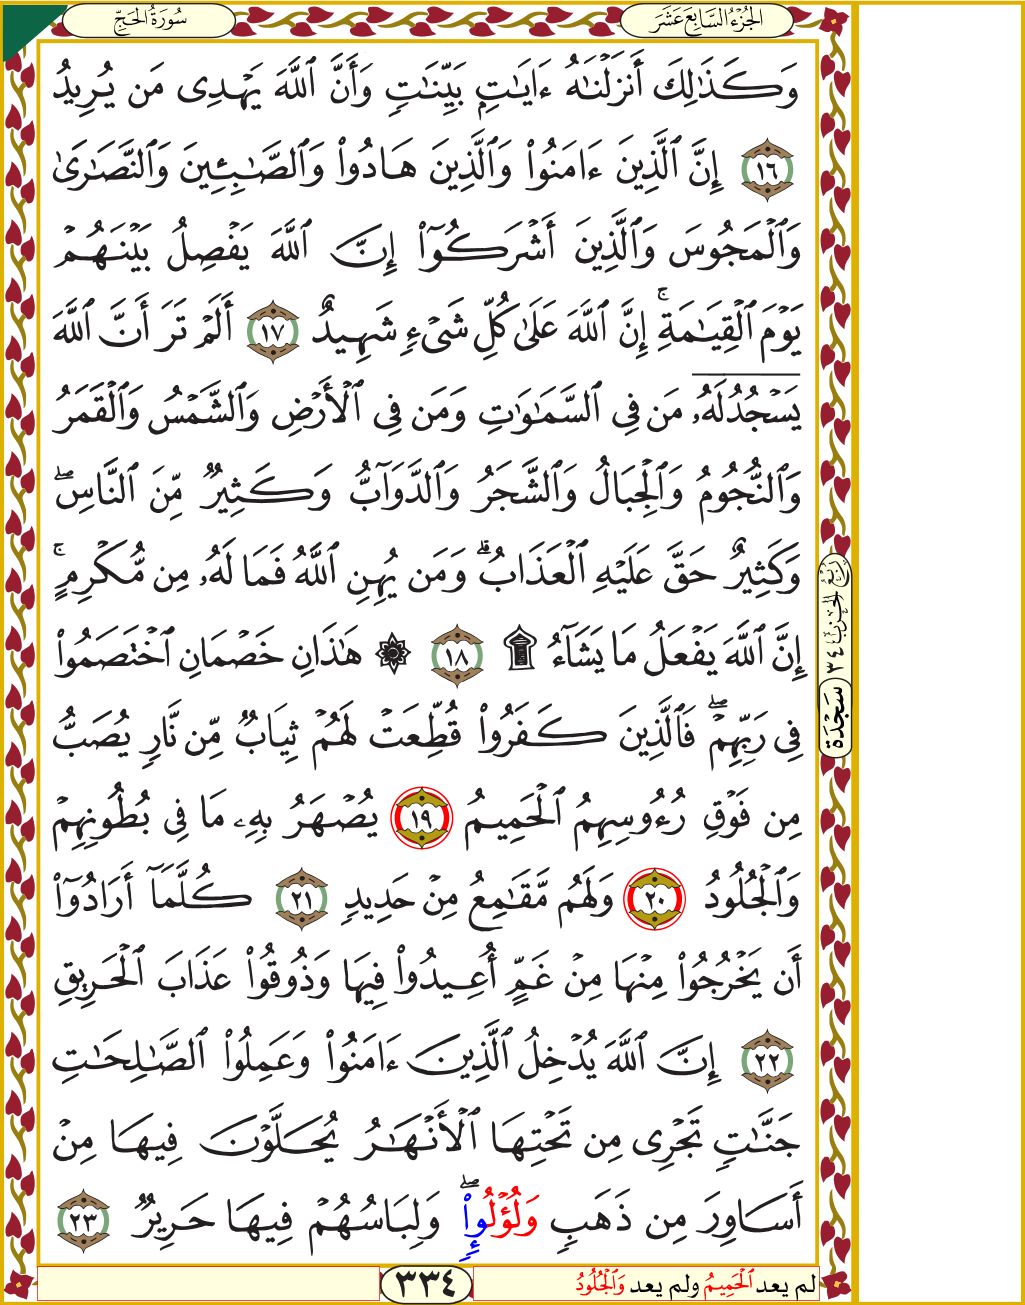 الجُزْءُ السَّابِعَ عَشَرَ
سُورَةُ الحَجِّ
وَكَذَٰلِكَ أَنزَلْنَٰهُ ءَايَٰتِۭ بَيِّنَٰتٖ وَأَنَّ ٱللَّهَ يَهْدِى مَن يُرِيدُ
١٦ إِنَّ ٱلَّذِينَ ءَامَنُوا۟ وَٱلَّذِينَ هَادُوا۟ وَٱلصَّٰبِـِٔينَ وَٱلنَّصَٰرَىٰ
وَٱلْمَجُوسَ وَٱلَّذِينَ أَشْرَكُوٓا۟ إِنَّ ٱللَّهَ يَفْصِلُ بَيْنَهُمْ
يَوْمَ ٱلْقِيَٰمَةِۚ إِنَّ ٱللَّهَ عَلَىٰ كُلِّ شَىْءٖ شَهِيدٌ ١٧ أَلَمْ تَرَ أَنَّ ٱللَّهَ
يَسْجُدُ لَهُۥ مَن فِى ٱلسَّمَٰوَٰتِ وَمَن فِى ٱلْأَرْضِ وَٱلشَّمْسُ وَٱلْقَمَرُ
وَٱلنُّجُومُ وَٱلْجِبَالُ وَٱلشَّجَرُ وَٱلدَّوَآبُّ وَكَثِيرٌ مِّنَ ٱلنَّاسِۖ
وَكَثِيرٌ حَقَّ عَلَيْهِ ٱلْعَذَابُۗ وَمَن يُهِنِ ٱللَّهُ فَمَا لَهُۥ مِن مُّكْرِمٍۚ
إِنَّ ٱللَّهَ يَفْعَلُ مَا يَشَآءُ ۩ ١٨ ۞ هَٰذَانِ خَصْمَانِ ٱخْتَصَمُوا۟
فِى رَبِّهِمْۖ فَٱلَّذِينَ كَفَرُوا۟ قُطِّعَتْ لَهُمْ ثِيَابٌ مِّن نَّارٖ يُصَبُّ
مِن فَوْقِ رُءُوسِهِمُ ٱلْحَمِيمُ ١٩ يُصْهَرُ بِهِۦ مَا فِى بُطُونِهِمْ
وَٱلْجُلُودُ ٢٠ وَلَهُم مَّقَٰمِعُ مِنْ حَدِيدٖ ٢١ كُلَّمَآ أَرَادُوٓا۟
أَن يَخْرُجُوا۟ مِنْهَا مِنْ غَمٍّ أُعِيدُوا۟ فِيهَا وَذُوقُوا۟ عَذَابَ ٱلْحَرِيقِ
٢٢ إِنَّ ٱللَّهَ يُدْخِلُ ٱلَّذِينَ ءَامَنُوا۟ وَعَمِلُوا۟ ٱلصَّٰلِحَٰتِ
جَنَّٰتٖ تَجْرِى مِن تَحْتِهَا ٱلْأَنْهَٰرُ يُحَلَّوْنَ فِيهَا مِنْ
أَسَاوِرَ مِن ذَهَبٖ وَلُؤْلُوٕا۟ۖ وَلِبَاسُهُمْ فِيهَا حَرِيرٌ ٢٣
رُبْعُ الحِزْبِ ٣٤
سَجْدَة
لم يعد ٱلْحَمِيمُ ولم يعد وَٱلْجُلُودُ
٣٣٤